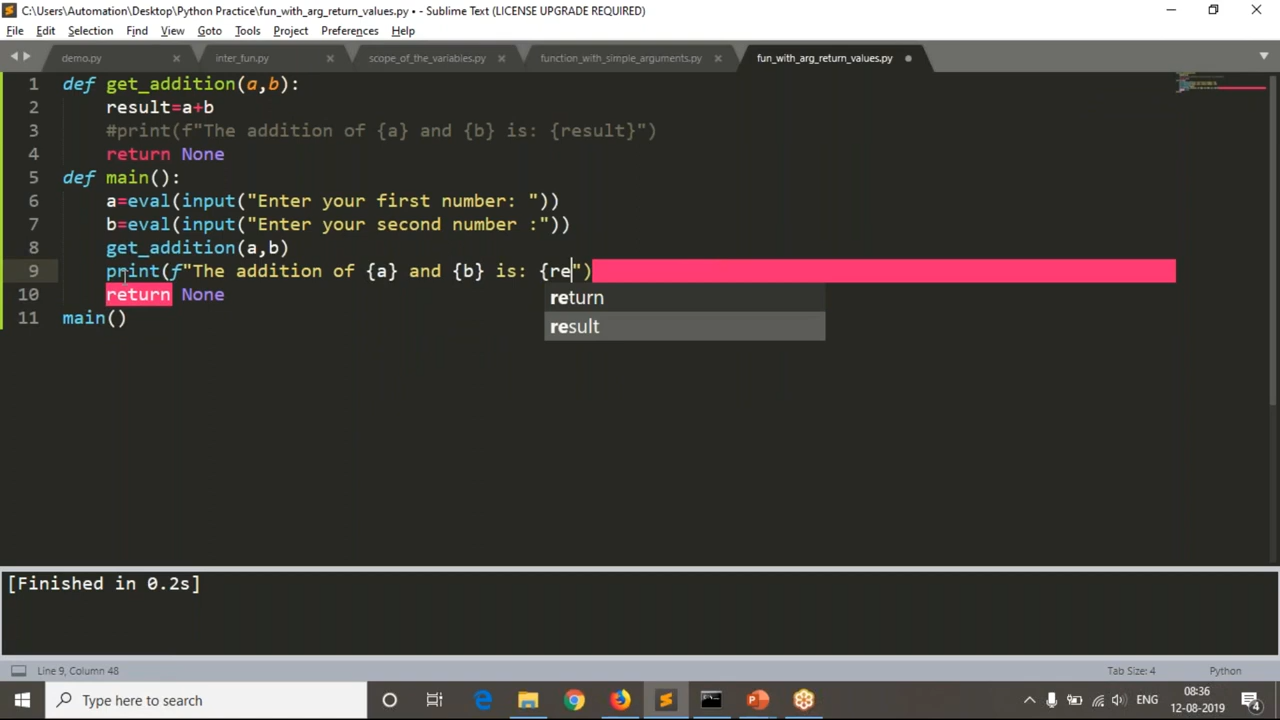 C:\Users\Automation\Desktop\Python Practice\fun_with_arg_return_values.py • - Sublime Text (LICENSE UPGRADE REQUIRED)
File Edit Selection Find View Goto Tools Project Preferences Help
demo.py inter_fun.py scope_of_the_variables.py function_with_simple_arguments.py fun_with_arg_return_values.py
1 def get_addition(a,b):
2 result=a+b
3 #print(f"The addition of {a} and {b} is: {result}")
4 return None
5 def main():
6 a=eval(input("Enter your first number: "))
7 b=eval(input("Enter your second number :"))
8 get_addition(a,b)
9 print(f"The addition of {a} and {b} is: {re")
return
10 return None
result
11 main()
[Finished in 0.2s]
Line 9, Column 48 Tab Size: 4 Python
Type here to search ENG 08:36
12-08-2019 4